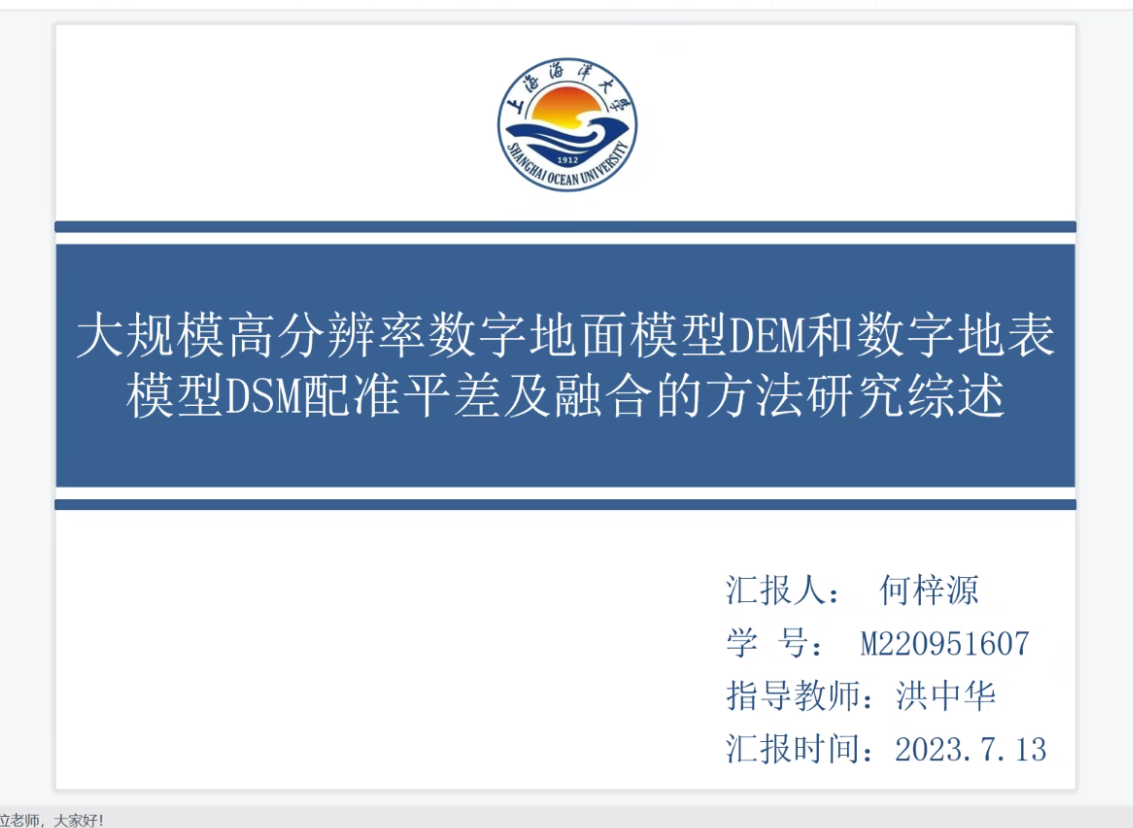 上海海洋大学
1912
SHANGHAI OCEAN UNIVERSITY
大规模高分辨率数字地面模型DEM和数字地表
模型DSM配准平差及融合的方法研究综述
汇报人： 何梓源
学 号： M220951607
指导教师：洪中华
汇报时间：2023.7.13
位老师，大家好！